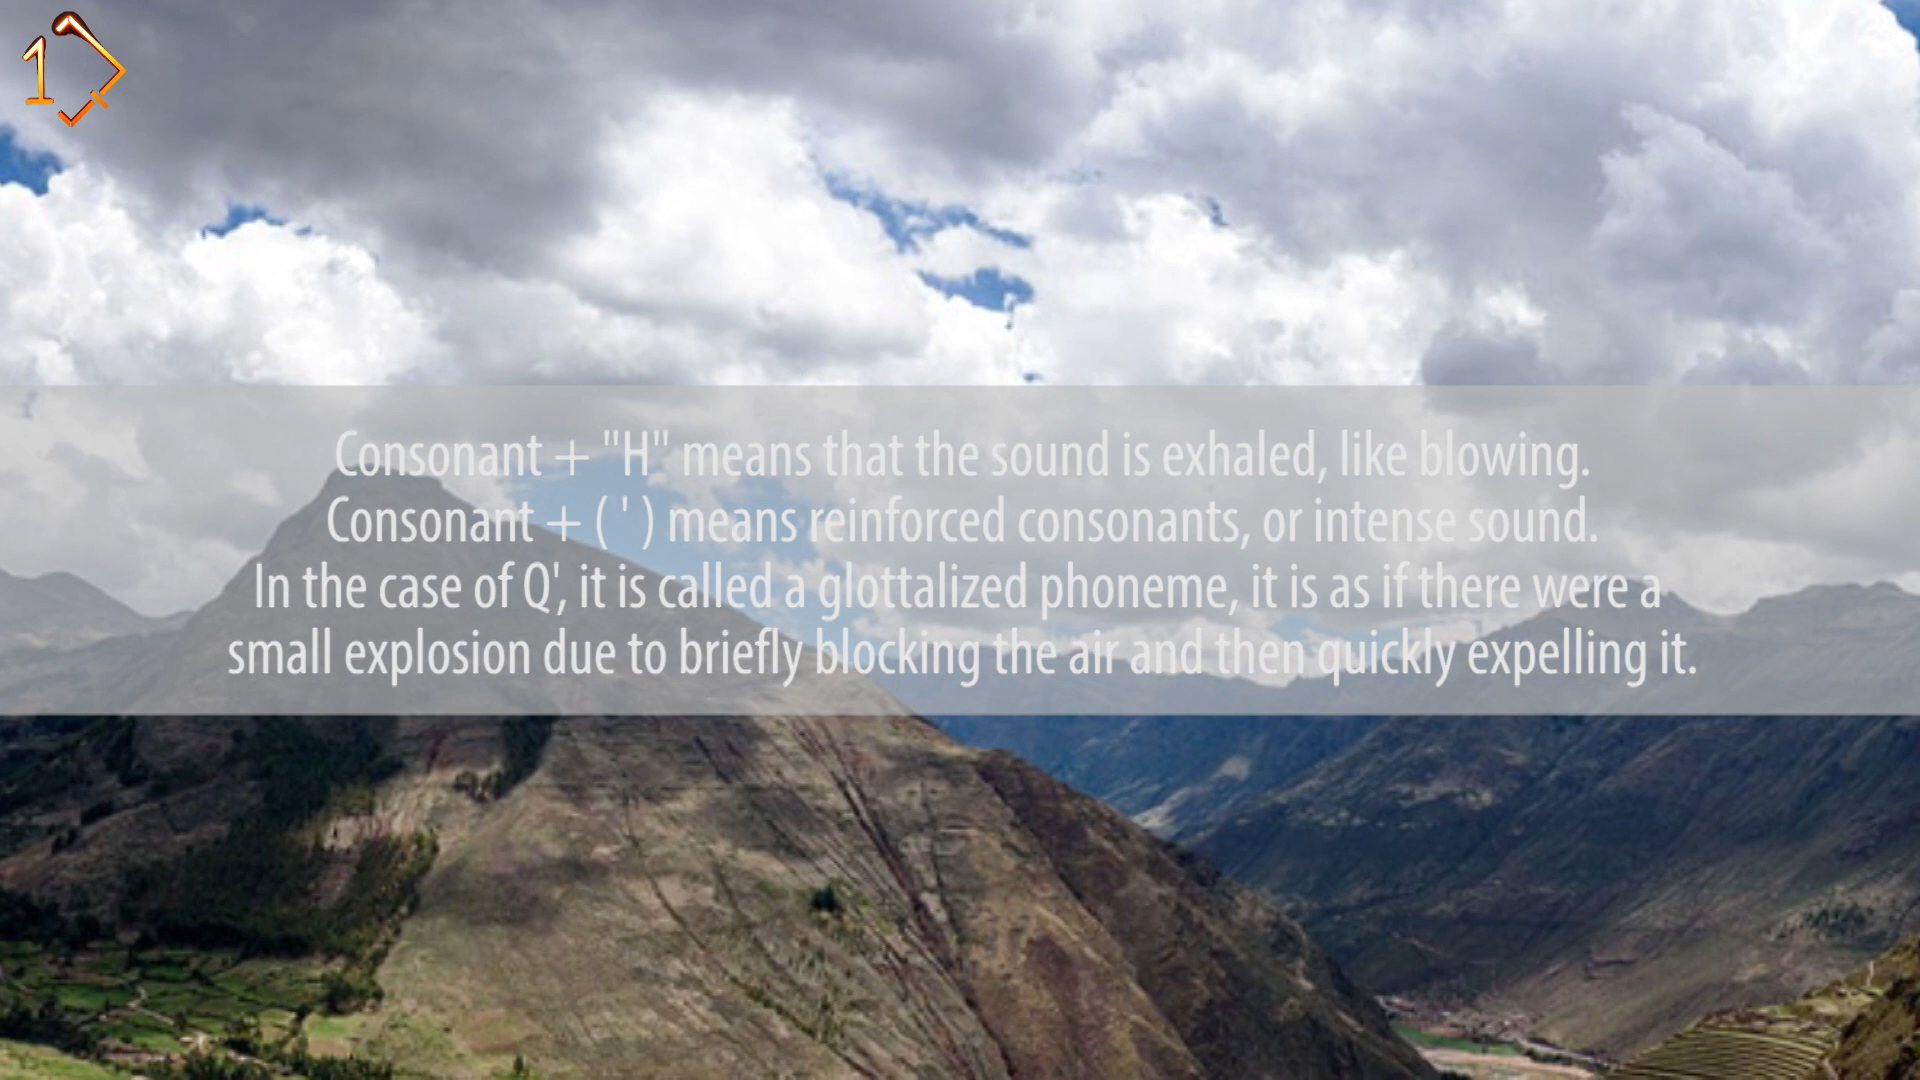 1
Consonant + "H" means that the sound is exhaled, like blowing.
Consonant + ( ' ) means reinforced consonants, or intense sound.
In the case of Q', it is called a glottalized phoneme, it is as if there were a
small explosion due to briefly blocking the air and then quickly expelling it.